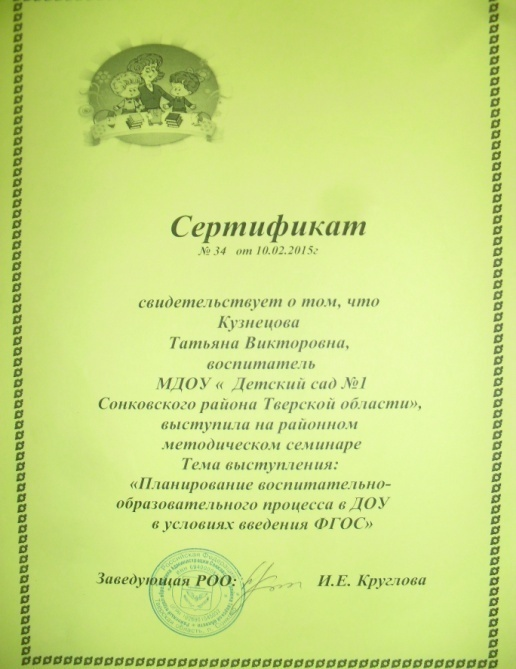 Сертификат
№ 34 от 10.02.2015г
свидетельствует о том, что
Кузнецова
Татьяна Викторовна,
воспитатель
МДОУ « Детский сад №1
Сонковского района Тверской области»,
выступила на районном
методическом семинаре
Тема выступления:
«Планирование воспитательно-
образовательного процесса в ДОУ
в условиях введения ФГОС»
Заведующая РОО: И.Е. Круглова